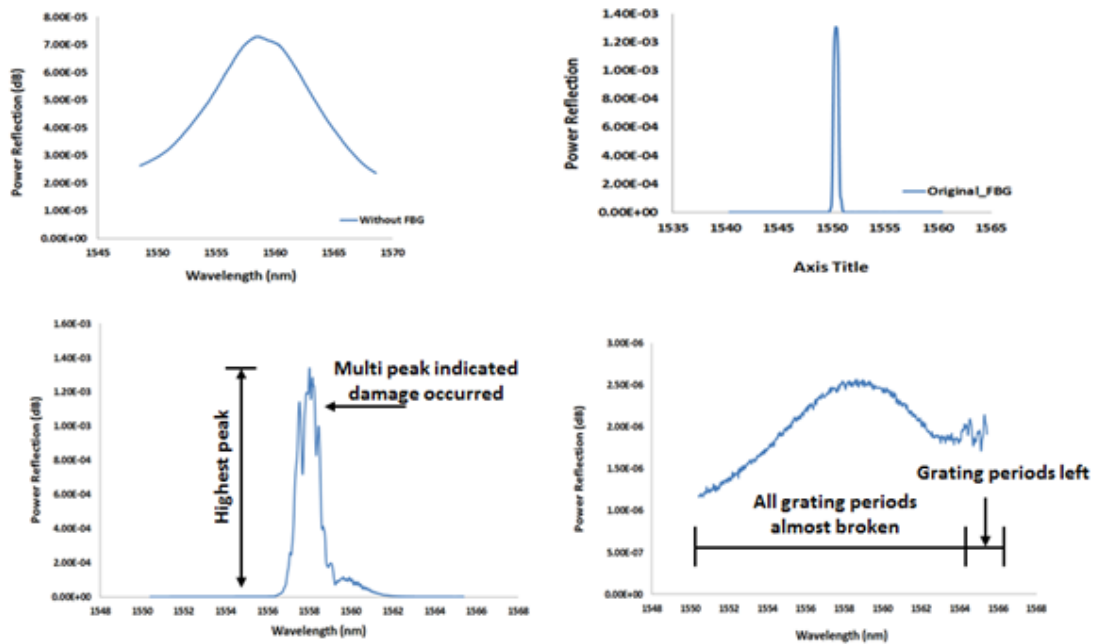 Power Reflection (dB)
8.00E-05
7.00E-05
6.00E-05
5.00E-05
4.00E-05
3.00E-05
2.00E-05
1.00E-05
0.00E+00
Without FBG
1545
1550
1555
1560
1565
1570
Wavelength (nm)
Power Reflection
1.40E-03
1.20E-03
1.00E-03
8.00E-04
6.00E-04
4.00E-04
2.00E-04
0.00E+00
Original_FBG
1535
1540
1545
1550
1555
1560
1565
Axis Title
Power Reflection (dB)
1.60E-03
1.40E-03
1.20E-03
1.00E-03
8.00E-04
6.00E-04
4.00E-04
2.00E-04
0.00E+00
Highest peak
Multi peak indicated
damage occurred
1548
1550
1552
1554
1556
1558
1560
1562
1564
1566
1568
Wavelength (nm)
Power Reflection (dB)
3.00E-06
2.50E-06
2.00E-06
1.50E-06
1.00E-06
5.00E-07
0.00E+00
Grating periods left
All grating periods
almost broken
1548
1550
1552
1554
1556
1558
1560
1562
1564
1566
1568
Wavelength (nm)